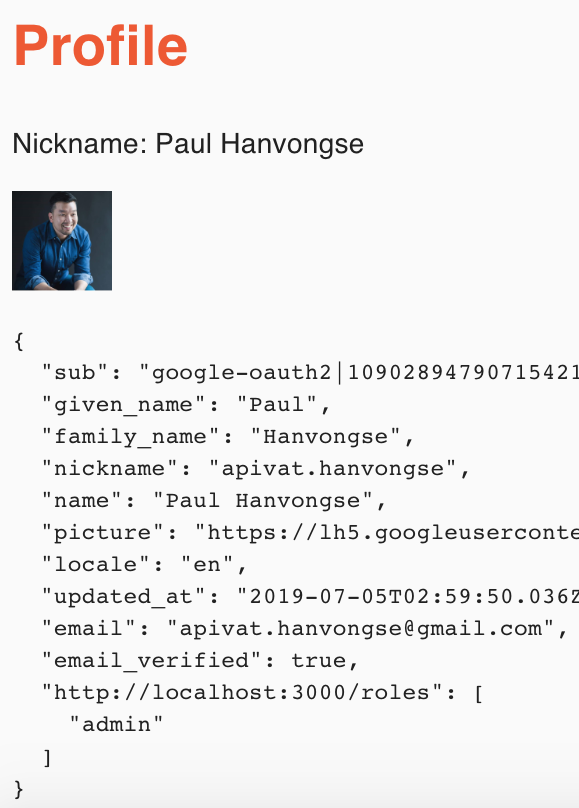 Profile
Nickname: Paul Hanvongse
{
"sub": "google-oauth2|10902894790715421
"given_name": "Paul",
"family_name": "Hanvongse",
"nickname": "apivat.hanvongse",
"name": "Paul Hanvongse",
"picture": "https://lh5.googleuserconte
"locale": "en",
"updated_at": "2019-07-05T02:59:50.036Z
"email": "apivat.hanvongse@gmail.com",
"email_verified": true,
"http://localhost:3000/roles": [
"admin"
]
}